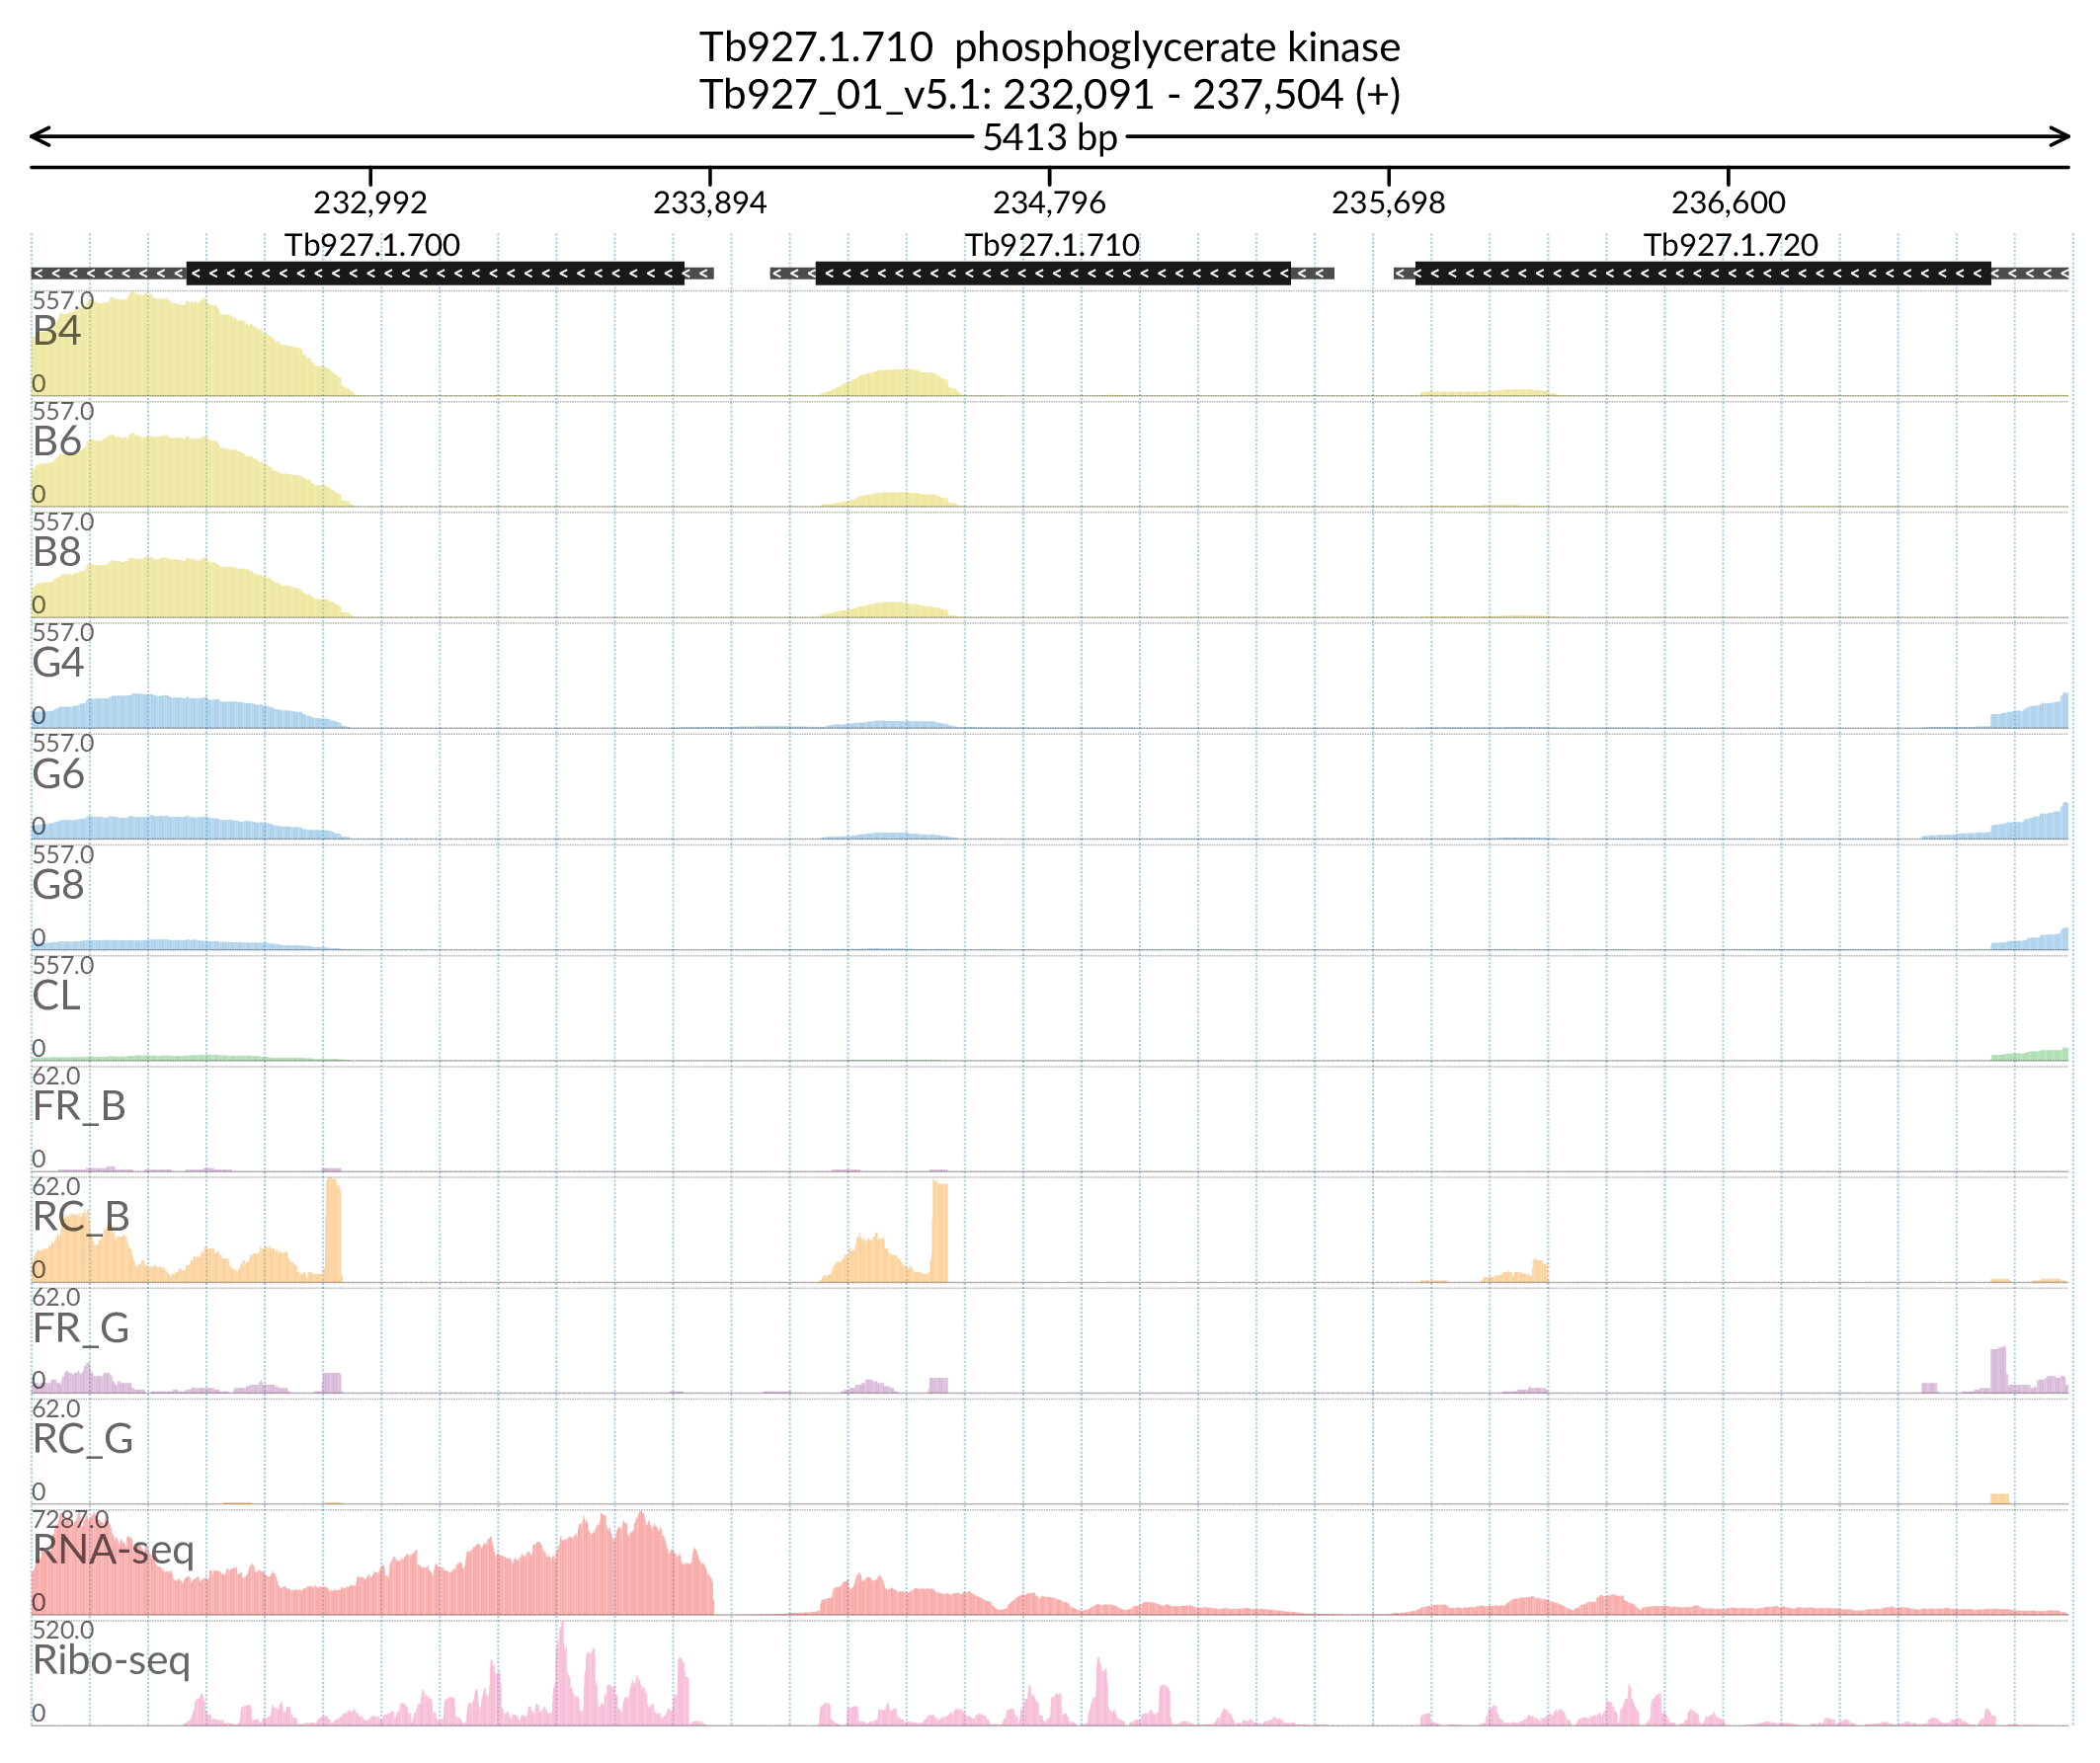 Tb927.1.710 phosphoglycerate kinase
Tb927_01_v5.1: 232,091 - 237,504 (+)
5413 bp
232,992 233,894 234,796 235,698 236,600
Tb927.1.700 Tb927.1.710 Tb927.1.720
557.0
B4
0
557.0
B6
0
557.0
B8
0
557.0
G4
0
557.0
G6
0
557.0
G8
0
557.0
CL
0
62.0
FR_B
0
62.0
RC_B
0
62.0
FR_G
0
62.0
RC_G
0
7287.0
RNA-seq
0
520.0
Ribo-seq
0